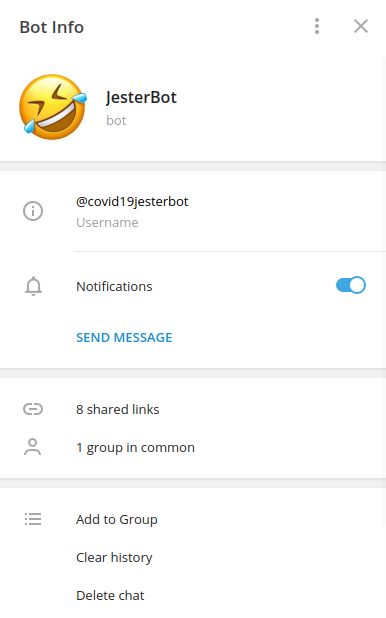 Bot Info
JesterBot
bot
@covid19jesterbot
Username
Notifications
SEND MESSAGE
8 shared links
1 group in common
Add to Group
Clear history
Delete chat